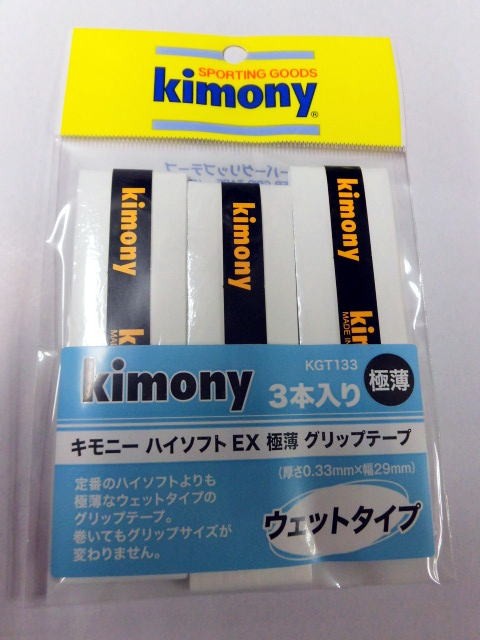 SPORTING GOODS
kimony®
kimony
kimony
kimony
MADE IN
kimony
KGT133
3本入り
極薄
キモニー ハイソフト EX 極薄 グリップテープ
(厚さ0.33mm×幅29mm)
定番のハイソフトよりも
極薄なウェットタイプの
グリップテープ。
巻いてもグリップサイズが
変わりません。
ウェットタイプ